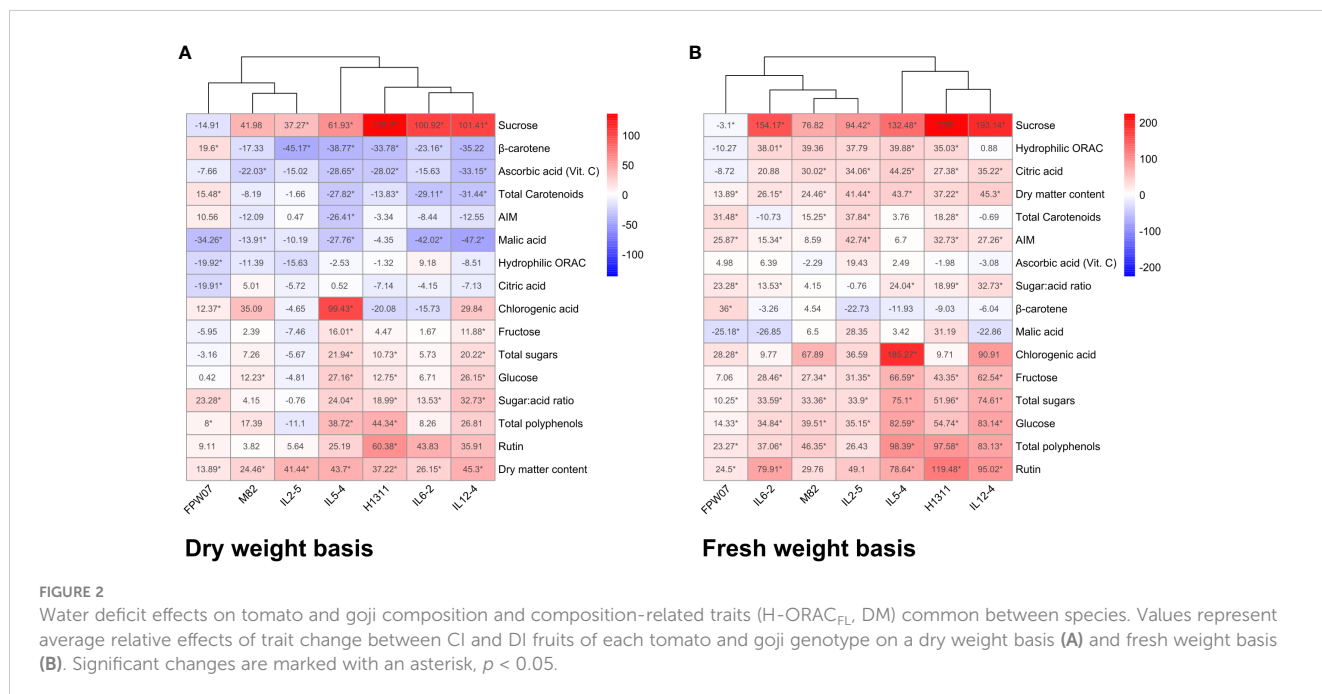 A
Sucrose -14.91 41.98 37.27* 61.93* 100.92* 101.41*
β-carotene 19.6* -17.33 -45.17* -38.77* -33.78* -23.16* -35.22
Ascorbic acid (Vit. C) -7.66 -22.03* -15.02 -28.65* -28.02* -15.63 -33.15*
Total Carotenoids 15.48* -8.19 -1.66 -27.82* -13.83* -29.11* -31.44*
AIM 10.56 -12.09 0.47 -26.41* -3.34 -8.44 -12.55
Malic acid -34.26* -13.91* -10.19 -27.76* -4.35 -42.02* -47.2*
Hydrophilic ORAC -19.92* -11.39 -15.63 -2.53 -1.32 9.18 -8.51
Citric acid -19.91* 5.01 -5.72 0.52 -7.14 -4.15 -7.13
Chlorogenic acid 12.37* 35.09 -4.65 99.43* -20.08 -15.73 29.84
Fructose -5.95 2.39 -7.46 16.01* 4.47 1.67 11.88*
Total sugars -3.16 7.26 -5.67 21.94* 10.73* 5.73 20.22*
Glucose 0.42 12.23* -4.81 27.16* 12.75* 6.71 26.15*
Sugar:acid ratio 23.28* 4.15 -0.76 24.04* 18.99* 13.53* 32.73*
Total polyphenols 8* 17.39 -11.1 38.72* 44.34* 8.26 26.81
Rutin 9.11 3.82 5.64 25.19 60.38* 43.83 35.91
Dry matter content 13.89* 24.46* 41.44* 43.7* 37.22* 26.15* 45.3*
FPW07 M82 IL2-5 IL5-4 H1311 IL6-2 IL12-4
100
50
0
-50
-100
Dry weight basis
B
Sucrose -3.1* 154.17* 76.82 94.42* 132.48* 193.14*
Hydrophilic ORAC -10.27 38.01* 39.36 37.79 39.88* 35.03* 0.88
Citric acid -8.72 20.88 30.02* 34.06* 44.25* 27.38* 35.22*
Dry matter content 13.89* 26.15* 24.46* 41.44* 43.7* 37.22* 45.3*
Total Carotenoids 31.48* -10.73 15.25* 37.84* 3.76 18.28* -0.69
AIM 25.87* 15.34* 8.59 42.74* 6.7 32.73* 27.26*
Ascorbic acid (Vit. C) 4.98 6.39 -2.29 19.43 2.49 -1.98 -3.08
Sugar:acid ratio 23.28* 13.53* 4.15 -0.76 24.04* 18.99* 32.73*
β-carotene 36* -3.26 4.54 -22.73 -11.93 -9.03 -6.04
Malic acid -25.18* -26.85 6.5 28.35 3.42 31.19 -22.86
Chlorogenic acid 28.28* 9.77 67.89 36.59 185.27* 9.71 90.91
Fructose 7.06 28.46* 27.34* 31.35* 66.59* 43.35* 62.54*
Total sugars 10.25* 33.59* 33.36* 33.9* 75.1* 51.96* 74.61*
Glucose 14.33* 34.84* 39.51* 35.15* 82.59* 54.74* 83.14*
Total polyphenols 23.27* 37.06* 46.35* 26.43 98.39* 97.58* 83.13*
Rutin 24.5* 79.91* 29.76 49.1 78.64* 119.48* 95.02*
FPW07 IL6-2 M82 IL2-5 IL5-4 H1311 IL12-4
200
100
0
-100
-200
Fresh weight basis
FIGURE 2
Water deficit effects on tomato and goji composition and composition-related traits (H-ORACFL, DM) common between species. Values represent
average relative effects of trait change between CI and DI fruits of each tomato and goji genotype on a dry weight basis (A) and fresh weight basis
(B). Significant changes are marked with an asterisk, p < 0.05.